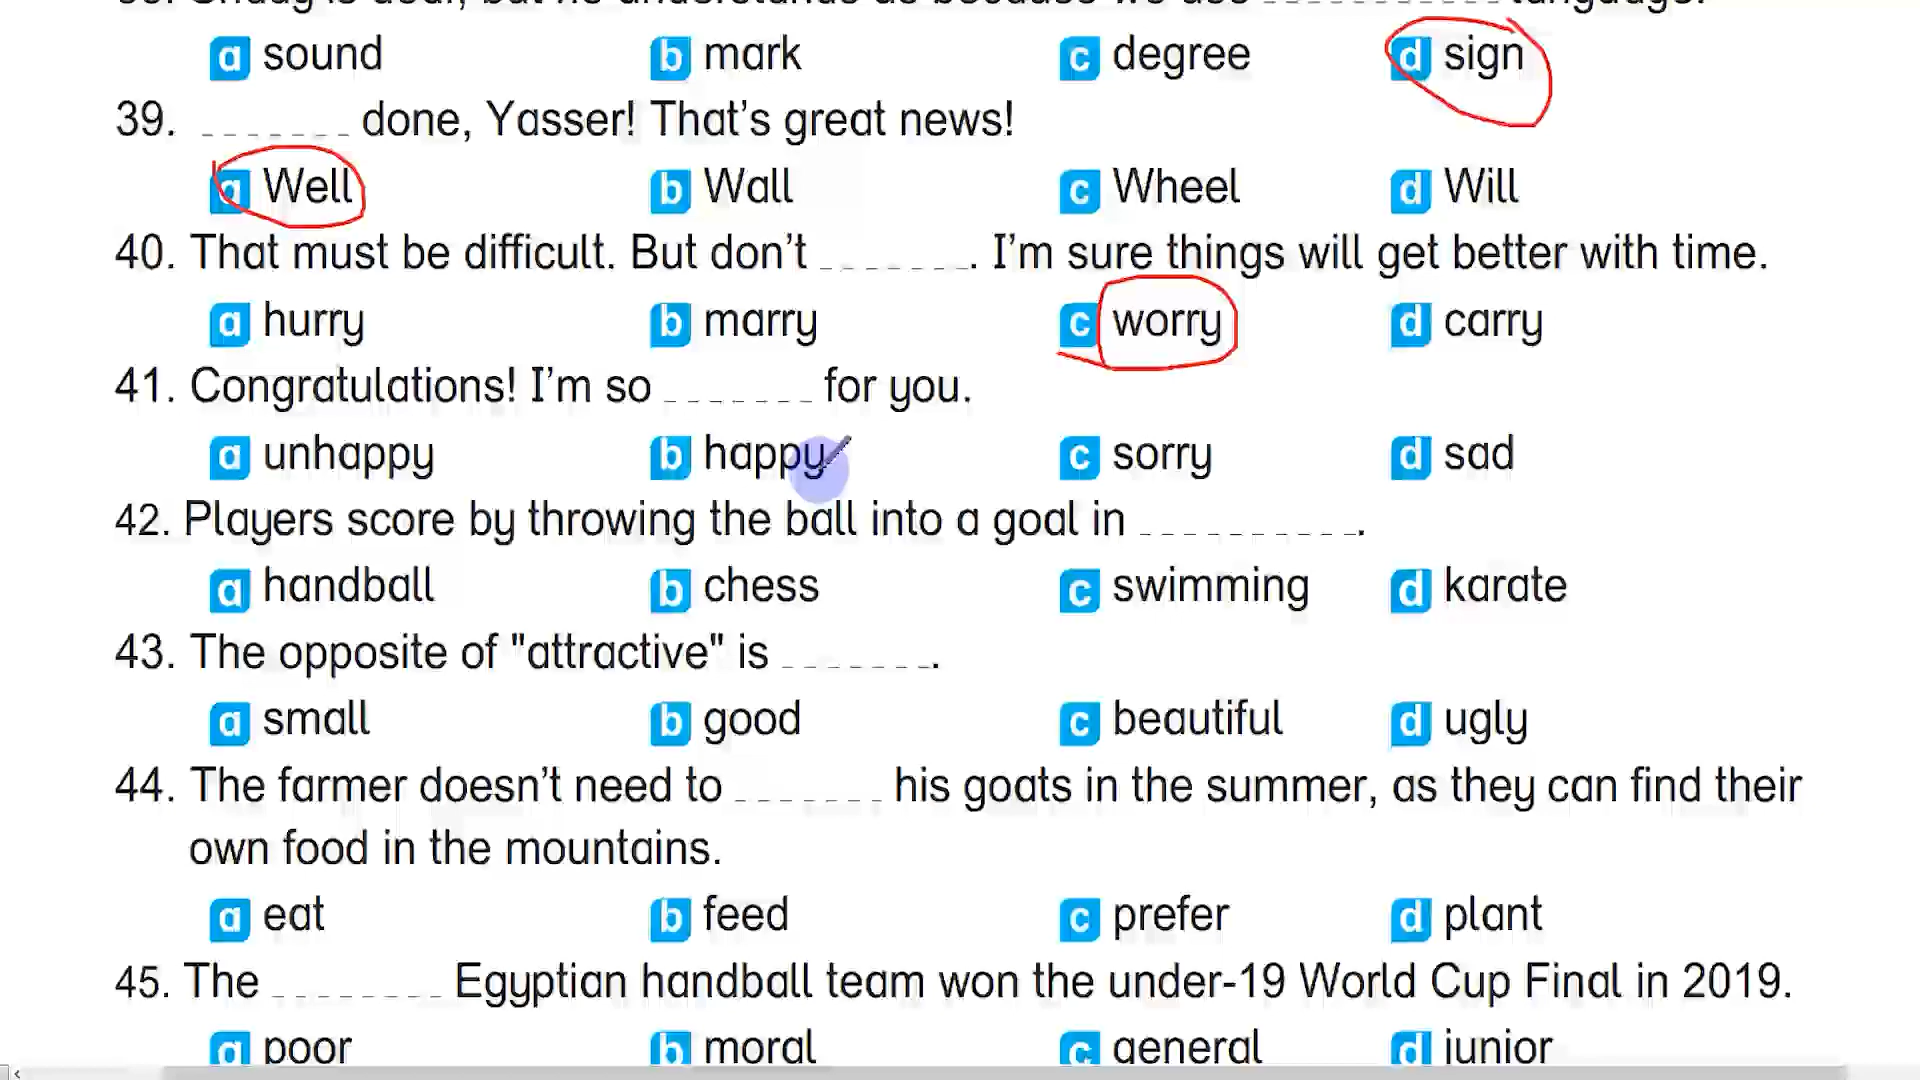 language.
a sound b mark c degree d sign
39. _______ done, Yasser! That's great news!
a Well b Wall c Wheel d Will
40. That must be difficult. But don't _______. I'm sure things will get better with time.
a hurry b marry c worry d carry
41. Congratulations! I'm so _______ for you.
a unhappy b happy c sorry d sad
42. Players score by throwing the ball into a goal in __________.
a handball b chess c swimming d karate
43. The opposite of "attractive" is _______.
a small b good c beautiful d ugly
44. The farmer doesn't need to _______ his goats in the summer, as they can find their
own food in the mountains.
a eat b feed c prefer d plant
45. The ________ Egyptian handball team won the under-19 World Cup Final in 2019.
a poor b moral c general d junior